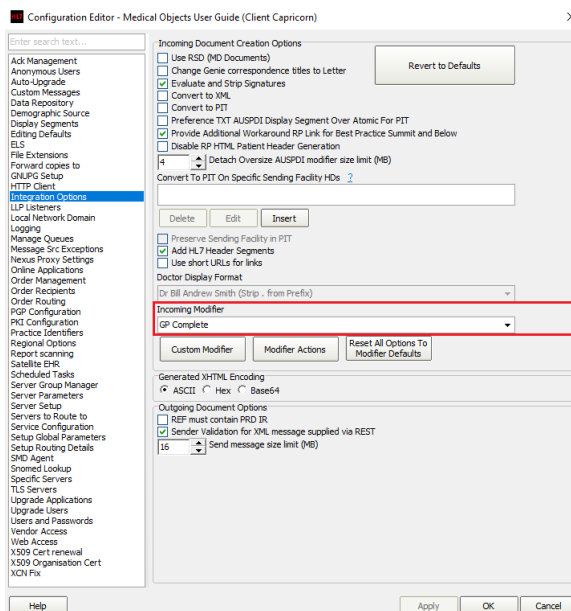 HL7 Configuration Editor - Medical Objects User Guide (Client Capricorn)
Enter search text...
Ack Management
Anonymous Users
Auto-Upgrade
Custom Messages
Data Repository
Demographic Source
Display Segments
Editing Defaults
ELS
File Extensions
Forward copies to
GNUPG Setup
HTTP Client
Integration Options
LLP Listeners
Local Network Domain
Logging
Manage Queues
Message Src Exceptions
Nexus Proxy Settings
Online Applications
Order Management
Order Recipients
Order Routing
PGP Configuration
PKI Configuration
Practice Identifiers
Regional Options
Report scanning
Satellite EHR
Scheduled Tasks
Server Group Manager
Server Parameters
Server Setup
Servers to Route to
Service Configuration
Setup Global Parameters
Setup Routing Details
SMD Agent
Snomed Lookup
Specific Servers
TLS Servers
Upgrade Applications
Upgrade Users
Users and Passwords
Vendor Access
Web Access
X509 Cert renewal
X509 Organisation Cert
XCN Fix
Incoming Document Creation Options
Use RSD (MD Documents)
Change Genie correspondence titles to Letter
Revert to Defaults
Evaluate and Strip Signatures
Convert to XML
Convert to PIT
Preference TXT AUSPDI Display Segment Over Atomic For PIT
Provide Additional Workaround RP Link for Best Practice Summit and Below
Disable RP HTML Patient Header Generation
4 Detach Oversize AUSPDI modifier size limit (MB)
Convert To PIT On Specific Sending Facility HDs ?
Delete Edit Insert
Preserve Sending Facility in PIT
Add HL7 Header Segments
Use short URLs for links
Doctor Display Format
Dr Bill Andrew Smith (Strip . from Prefix)
Incoming Modifier
GP Complete
Custom Modifier Modifier Actions Reset All Options To
Modifier Defaults
Generated XHTML Encoding
ASCII Hex Base64
Outgoing Document Options
REF must contain PRD IR
Sender Validation for XML message supplied via REST
16 Send message size limit (MB)
Help Apply OK Cancel